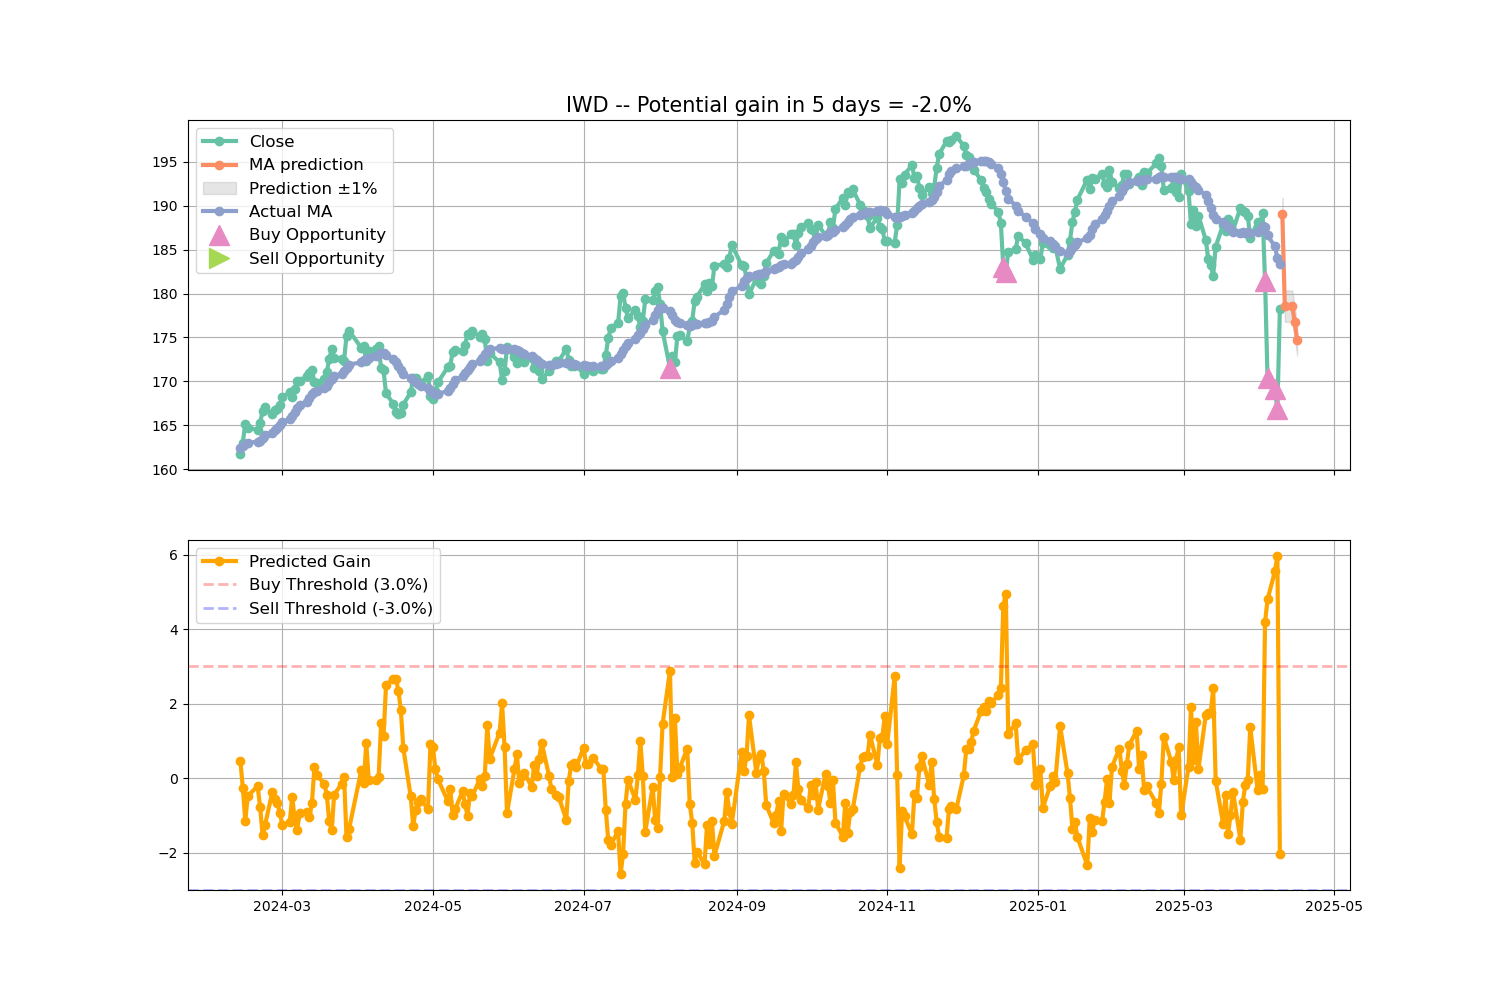 IWD -- Potential gain in 5 days = -2.0%
Close
MA prediction
Prediction ±1%
Actual MA
Buy Opportunity
Sell Opportunity
195
190
185
180
175
170
165
160
Predicted Gain
Buy Threshold (3.0%)
Sell Threshold (-3.0%)
6
4
2
0
−2
2024-03 2024-05 2024-07 2024-09 2024-11 2025-01 2025-03 2025-05